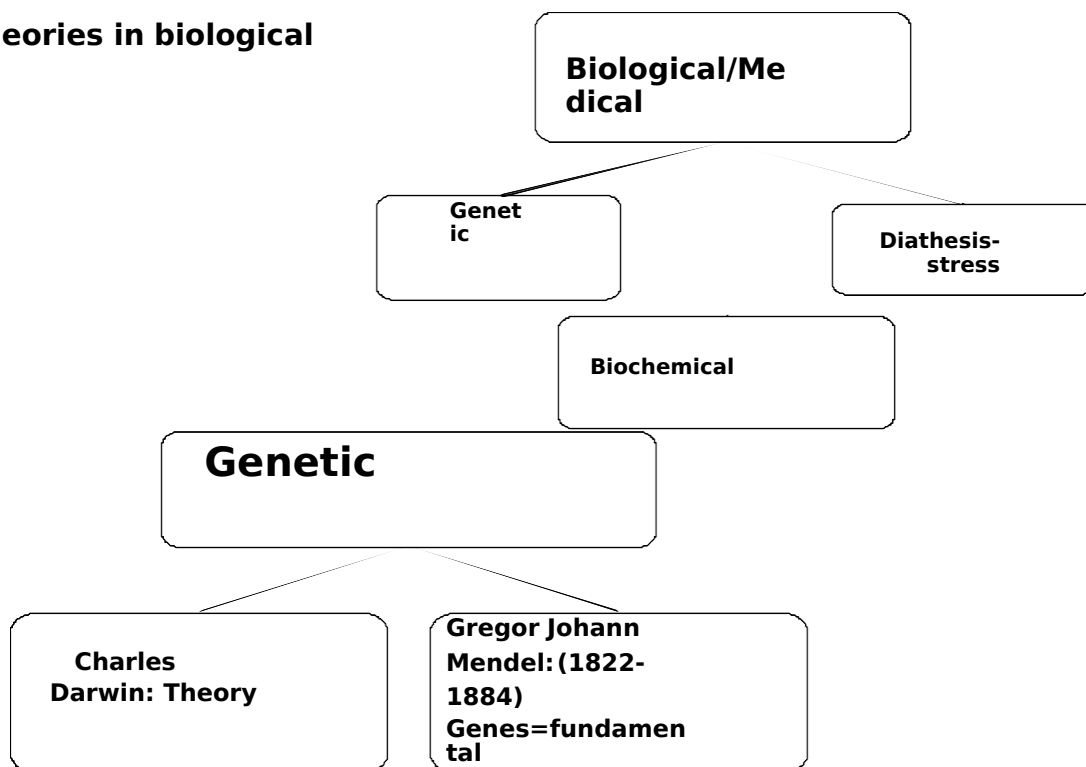 eories in biological
Biological/Me
dical
Genet
ic
Diathesis-
stress
Biochemical
Genetic
Charles
Darwin: Theory
Gregor Johann
Mendel: (1822-
1884)
Genes=fundamen
tal